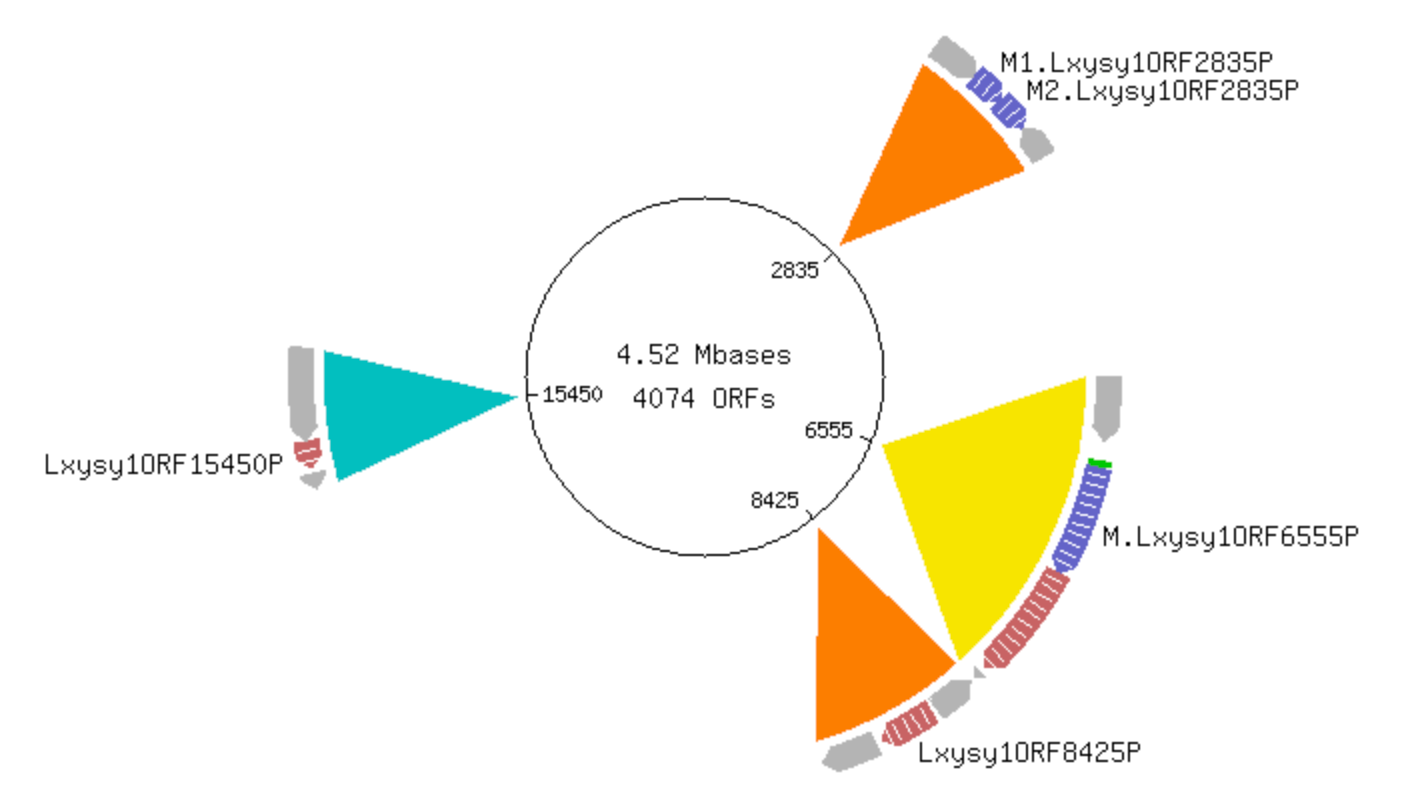 M1.Lxysy1ORF2835P
M2.Lxysy1ORF2835P
2835
4.52 Mbases
4074 ORFs
15450
6555
Lxysy1ORF15450P
8425
M.Lxysy1ORF6555P
Lxysy1ORF8425P